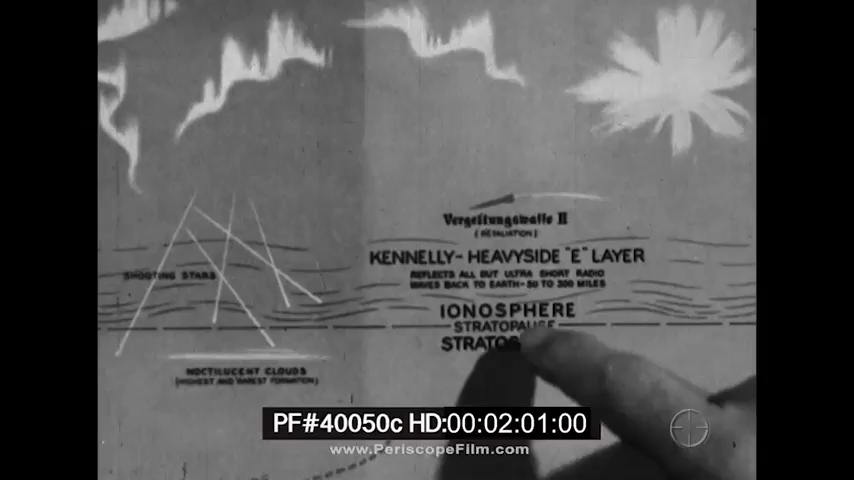 Vergeltungswaffe II
(RETALIATION)
KENNELLY-HEAVYSIDE "E" LAYER
REFLECTS ALL BUT ULTRA SHORT RADIO
WAVES BACK TO EARTH-50 TO 300 MILES
SHOOTING STARS
IONOSPHERE
STRATOPAUSE
STRATOS
NOCTILUCENT CLOUDS
(HIGHEST AND RAREST FORMATION)
PF#40050c HD:00:02:01:00
www.PeriscopeFilm.com